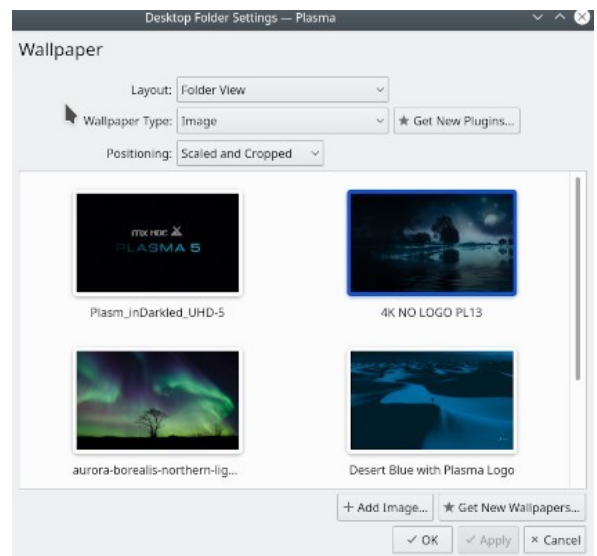 Desktop Folder Settings — Plasma
Wallpaper
Layout: Folder View
Wallpaper Type: Image
★ Get New Plugins...
Positioning: Scaled and Cropped
mx
PLASMA 5
Plasm_inDarkled_UHD-5
4K NO LOGO PL13
aurora-borealis-northern-lig...
Desert Blue with Plasma Logo
+ Add Image...
★ Get New Wallpapers...
✓ OK
✓ Apply
× Cancel